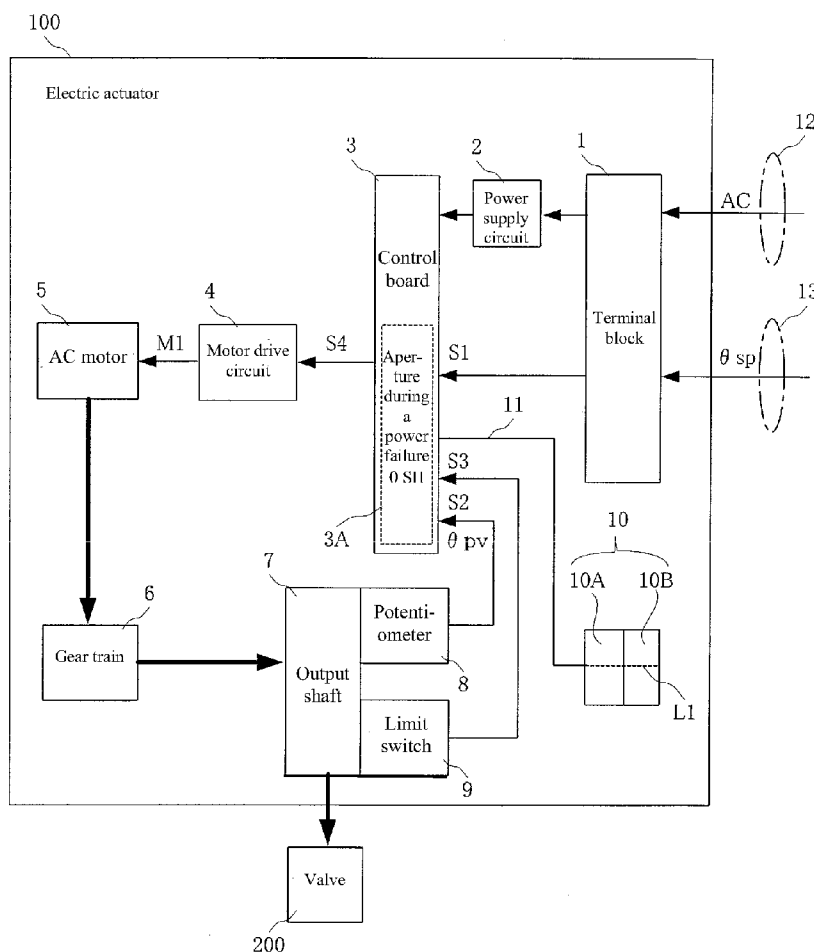 100
Electric actuator
12
3
2
1
Power
supply
circuit
AC
Control
board
5
4
13
AC motor
M1
Motor drive
circuit
S4
S1
Terminal
block
θ sp
Aper-
ture
during
a
power
failure
θ SH
11
S3
S2
3A
θ pv
10
10A
10B
7
6
Potenti-
ometer
Gear train
8
Output
shaft
L1
Limit
switch
9
Valve
200